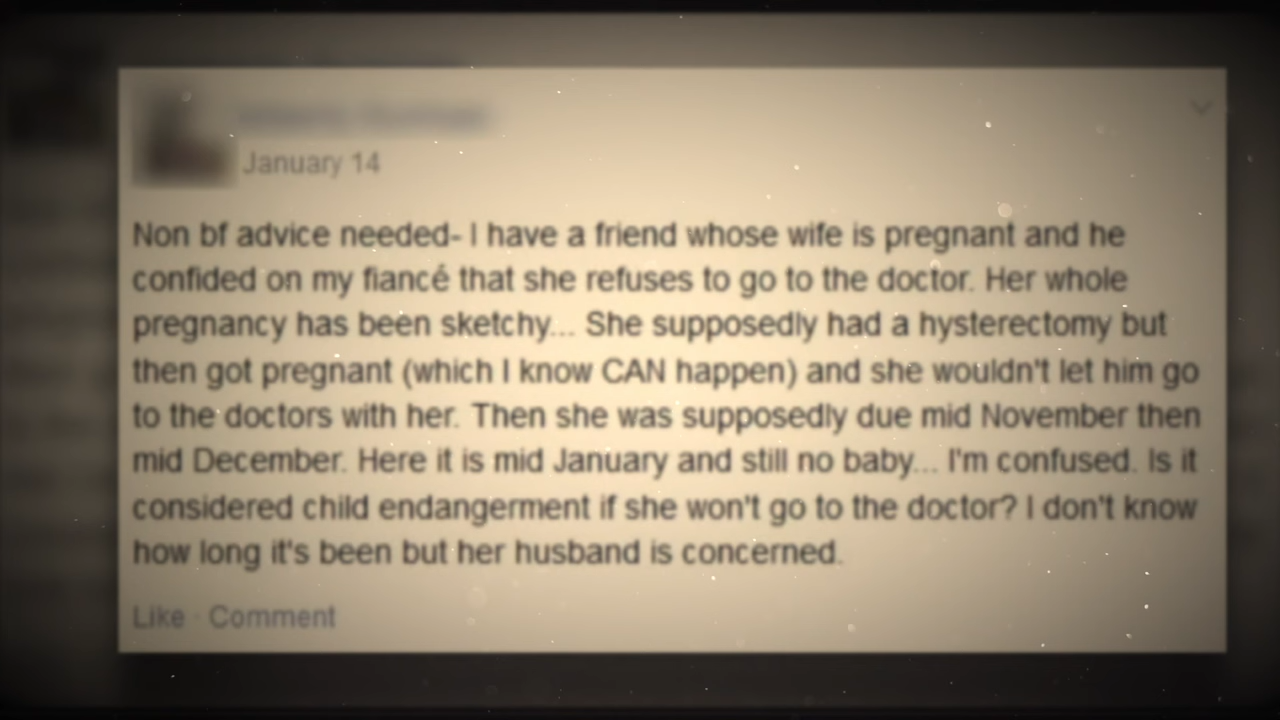 January 14
Non bf advice needed- I have a friend whose wife is pregnant and he
confided on my fiancé that she refuses to go to the doctor. Her whole
pregnancy has been sketchy... She supposedly had a hysterectomy but
then got pregnant (which I know CAN happen) and she wouldn't let him go
to the doctors with her. Then she was supposedly due mid November then
mid December. Here it is mid January and still no baby... I'm confused. Is it
considered child endangerment if she won't go to the doctor? I don't know
how long it's been but her husband is concerned.
Like · Comment